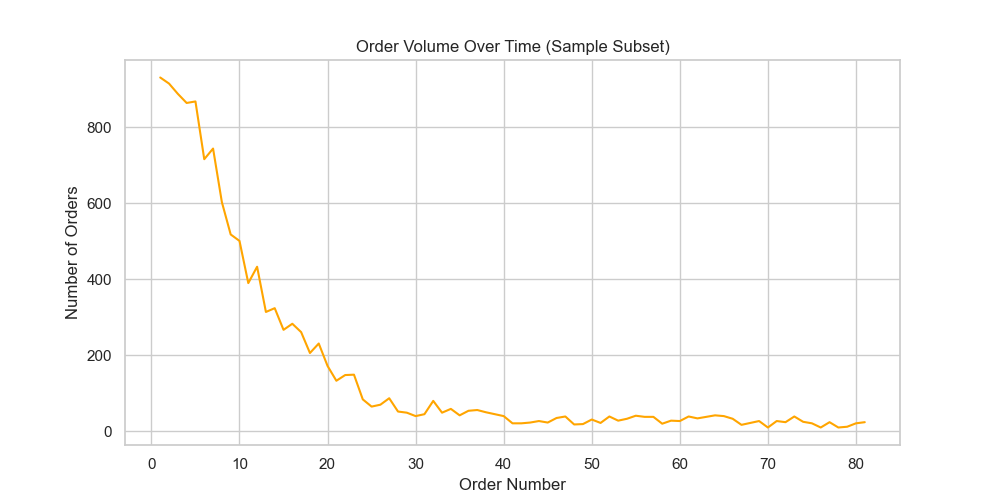 Order Volume Over Time (Sample Subset)
Number of Orders
800
600
400
200
0
0 10 20 30 40 50 60 70 80
Order Number